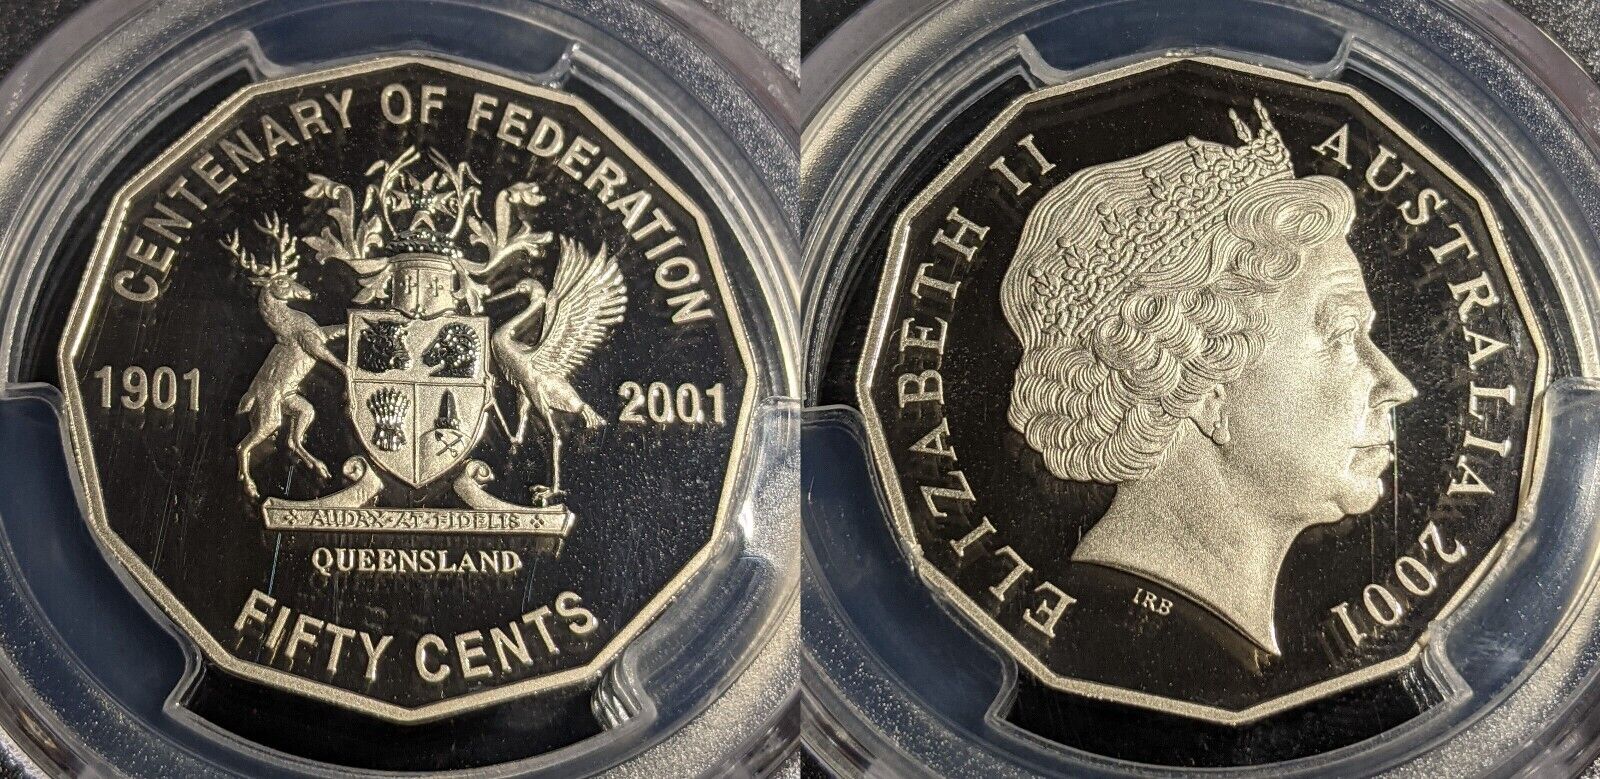 CENTENARY OF FEDERATION
1901
2001
AUDAX·AT·FIDELIS
QUEENSLAND
FIFTY CENTS
ELIZABETH II
AUSTRALIA 2001
IRB